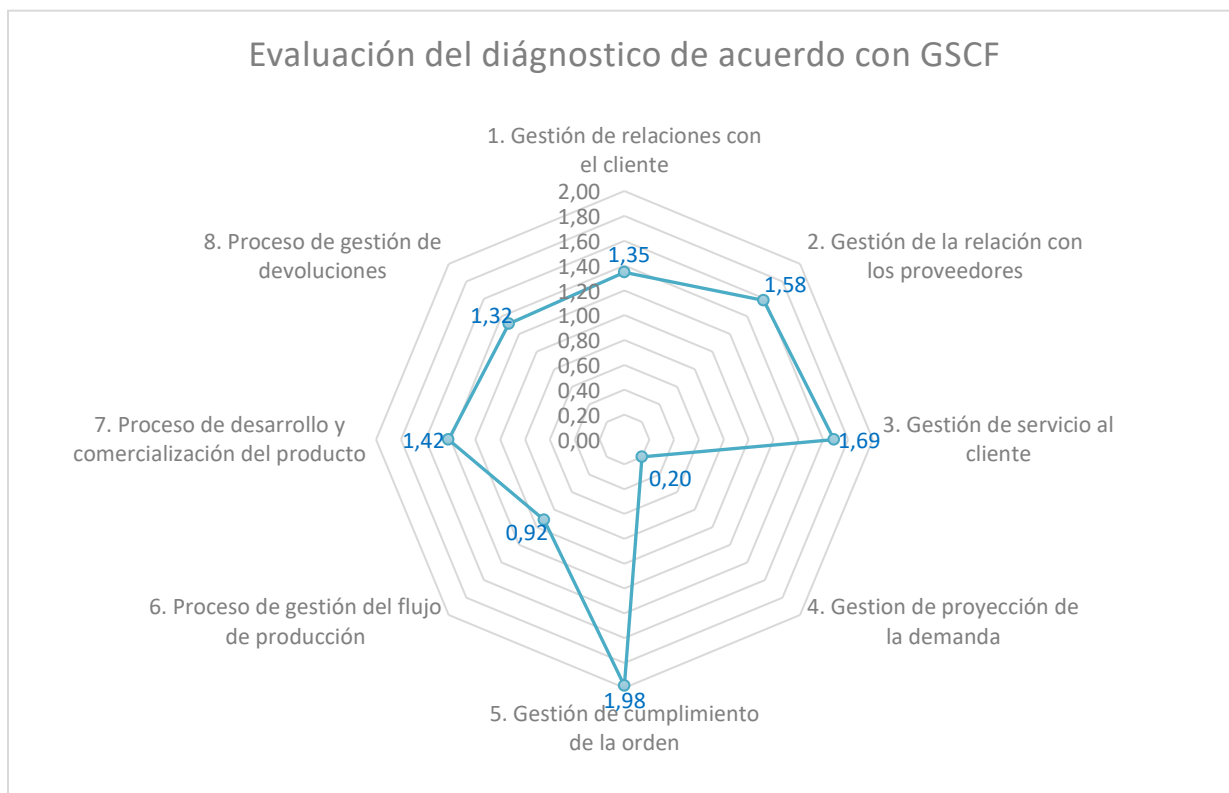 Evaluación del diágnostico de acuerdo con GSCF
1. Gestión de relaciones con
el cliente
2,00
1,80
1,60
1,40
1,20
1,00
0,80
0,60
0,40
0,20
0,00
1,35
2. Gestión de la relación con
los proveedores
1,58
3. Gestión de servicio al
cliente
1,69
4. Gestion de proyección de
la demanda
0,20
1,98
5. Gestión de cumplimiento
de la orden
6. Proceso de gestión del flujo
de producción
0,92
7. Proceso de desarrollo y
comercialización del producto
1,42
8. Proceso de gestión de
devoluciones
1,32